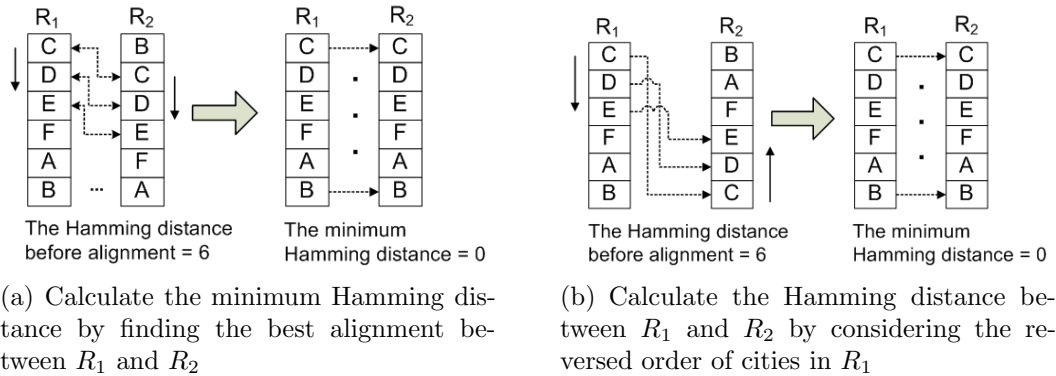 R1 R2 R1 R2
C B C C
D C D D
E D E E
F E F F
A F A A
B ... A B B
The Hamming distance
before alignment = 6
The minimum
Hamming distance = 0
(a) Calculate the minimum Hamming dis-
tance by finding the best alignment be-
tween R1 and R2
R1 R2 R1 R2
C B C C
D A D D
E F E E
F E F F
A D A A
B C B B
The Hamming distance
before alignment = 6
The minimum
Hamming distance = 0
(b) Calculate the Hamming distance be-
tween R1 and R2 by considering the re-
versed order of cities in R1